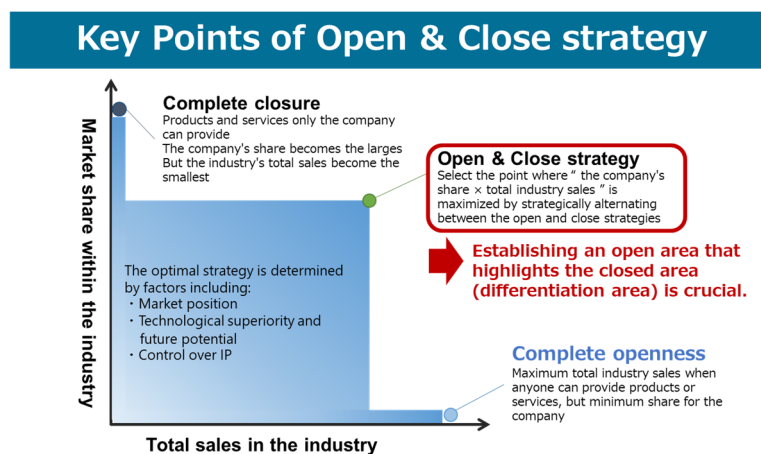 Key Points of Open & Close strategy
Market share within the industry
Complete closure
Products and services only the company
can provide
The company's share becomes the larges
But the industry's total sales become the
smallest
Open & Close strategy
Select the point where “ the company's
share × total industry sales ” is
maximized by strategically alternating
between the open and close strategies
Establishing an open area that
highlights the closed area
(differentiation area) is crucial.
The optimal strategy is determined
by factors including:
・Market position
・Technological superiority and
future potential
・Control over IP
Complete openness
Maximum total industry sales when
anyone can provide products or
services, but minimum share for the
company
Total sales in the industry